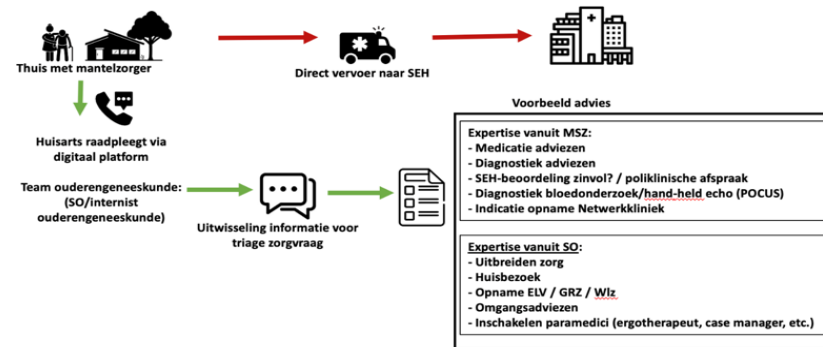 Thuis met mantelzorger
Direct vervoer naar SEH
Huisarts raadpleegt via
digitaal platform
Team ouderengeneeskunde:
(SO/internist
ouderengeneeskunde)
Uitwisseling informatie voor
triage zorgvraag
Voorbeeld advies
Expertise vanuit MSZ:
- Medicatie adviezen
- Diagnostiek adviezen
- SEH-beoordeling zinvol? / poliklinische afspraak
- Diagnostiek bloedonderzoek/hand-held echo (POCUS)
- Indicatie opname Netwerkkliniek
Expertise vanuit SO:
- Uitbreiden zorg
- Huisbezoek
- Opname ELV / GRZ / Wlz
- Omgangsadviezen
- Inschakelen paramedici (ergotherapeut, case manager, etc.)